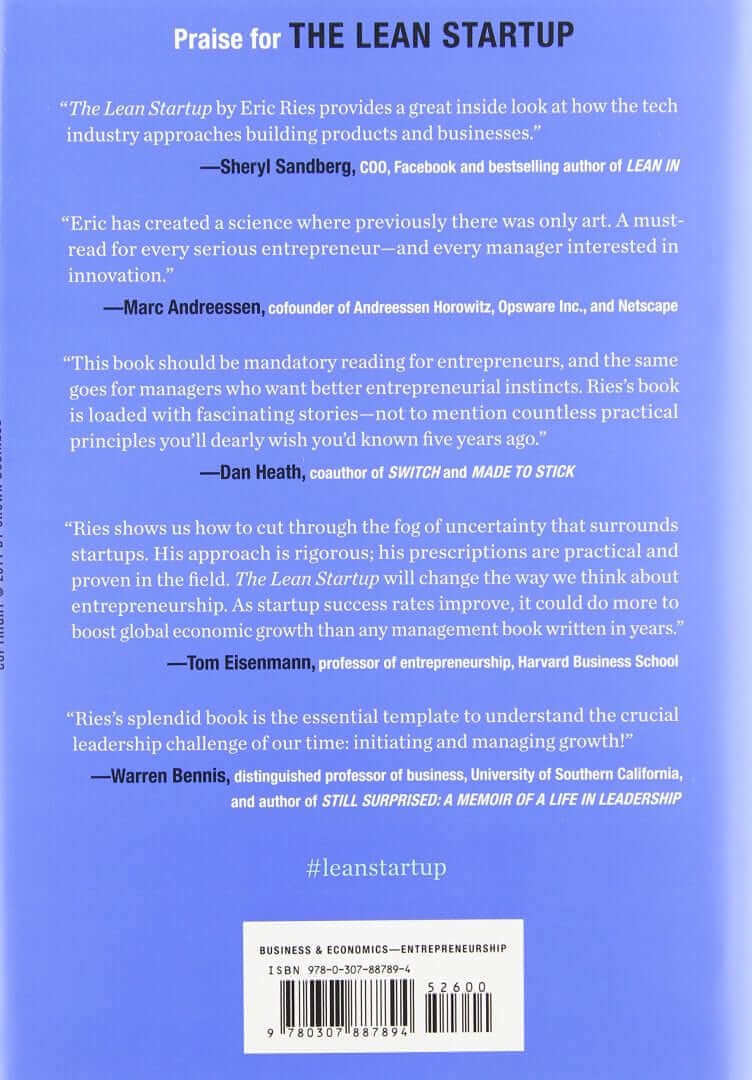 Praise for THE LEAN STARTUP
“The Lean Startup by Eric Ries provides a great inside look at how the tech
industry approaches building products and businesses.”
—Sheryl Sandberg, COO, Facebook and bestselling author of LEAN IN
“Eric has created a science where previously there was only art. A must-
read for every serious entrepreneur—and every manager interested in
innovation.”
—Marc Andreessen, cofounder of Andreessen Horowitz, Opsware Inc., and Netscape
“This book should be mandatory reading for entrepreneurs, and the same
goes for managers who want better entrepreneurial instincts. Ries’s book
is loaded with fascinating stories—not to mention countless practical
principles you’ll dearly wish you’d known five years ago.”
—Dan Heath, coauthor of SWITCH and MADE TO STICK
“Ries shows us how to cut through the fog of uncertainty that surrounds
startups. His approach is rigorous; his prescriptions are practical and
proven in the field. The Lean Startup will change the way we think about
entrepreneurship. As startup success rates improve, it could do more to
boost global economic growth than any management book written in years.”
—Tom Eisenmann, professor of entrepreneurship, Harvard Business School
“Ries’s splendid book is the essential template to understand the crucial
leadership challenge of our time: initiating and managing growth!”
—Warren Bennis, distinguished professor of business, University of Southern California,
and author of STILL SURPRISED: A MEMOIR OF A LIFE IN LEADERSHIP
#leanstartup
BUSINESS & ECONOMICS—ENTREPRENEURSHIP
ISBN 978-0-307-88789-4
52600
9 780307 887894